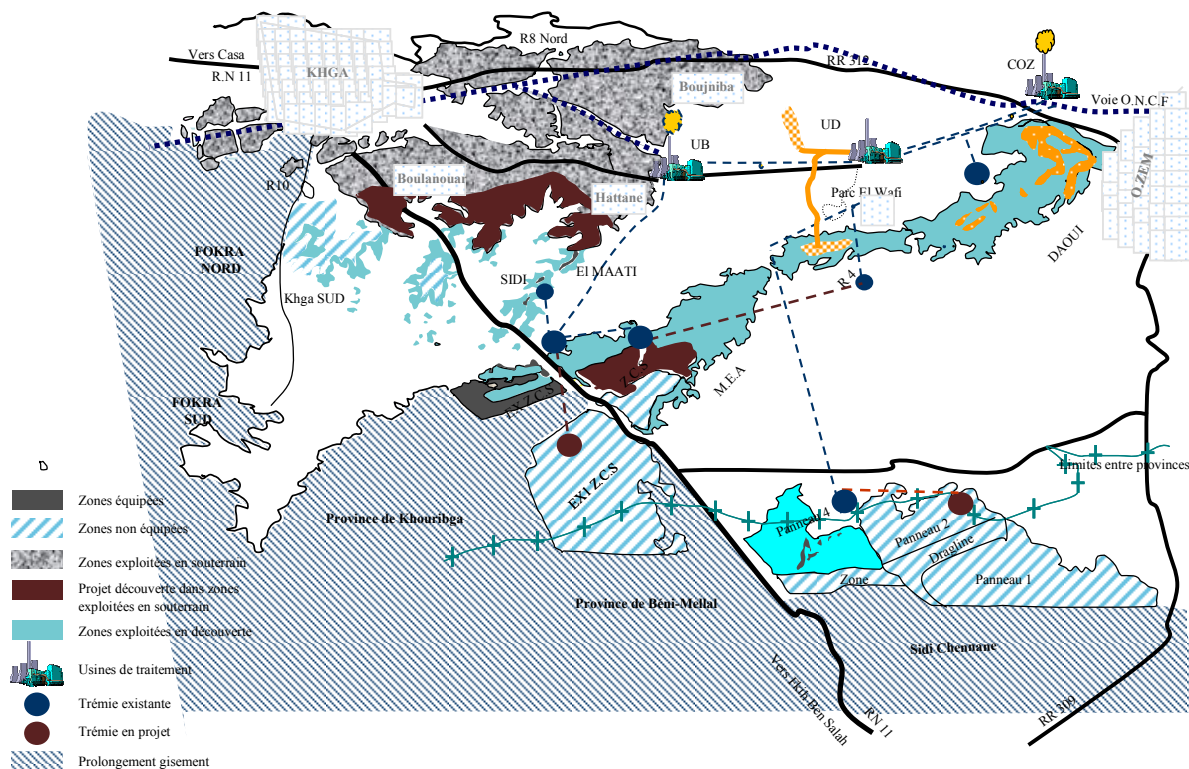 R8 Nord
Vers Casa
R.N 11
KHGA
RR 312
COZ
Boujniba
Voie O.N.C.F
UB
UD
O.ZEM
R10
Boulanouar
Hattane
Parc El Wafi
DAOUI
FOKRA
NORD
El MAATI
SIDI
R 4
Khga SUD
Z.C.S
M.E.A
EX Z.C.S
FOKRA
SUD
Limites entre provinces
EX1 Z.C.S
Zones équipées
Province de Khouribga
Panneau 4
Panneau 2
Dragline
Zones non équipées
Zones exploitées en souterrain
Zone
Panneau 1
Projet découverte dans zones
exploitées en souterrain
Province de Béni-Mellal
Zones exploitées en découverte
Sidi Chennane
Usines de traitement
Vers Fkih Ben Salah
RN 11
RR 309
Trémie existante
Trémie en projet
Prolongement gisement